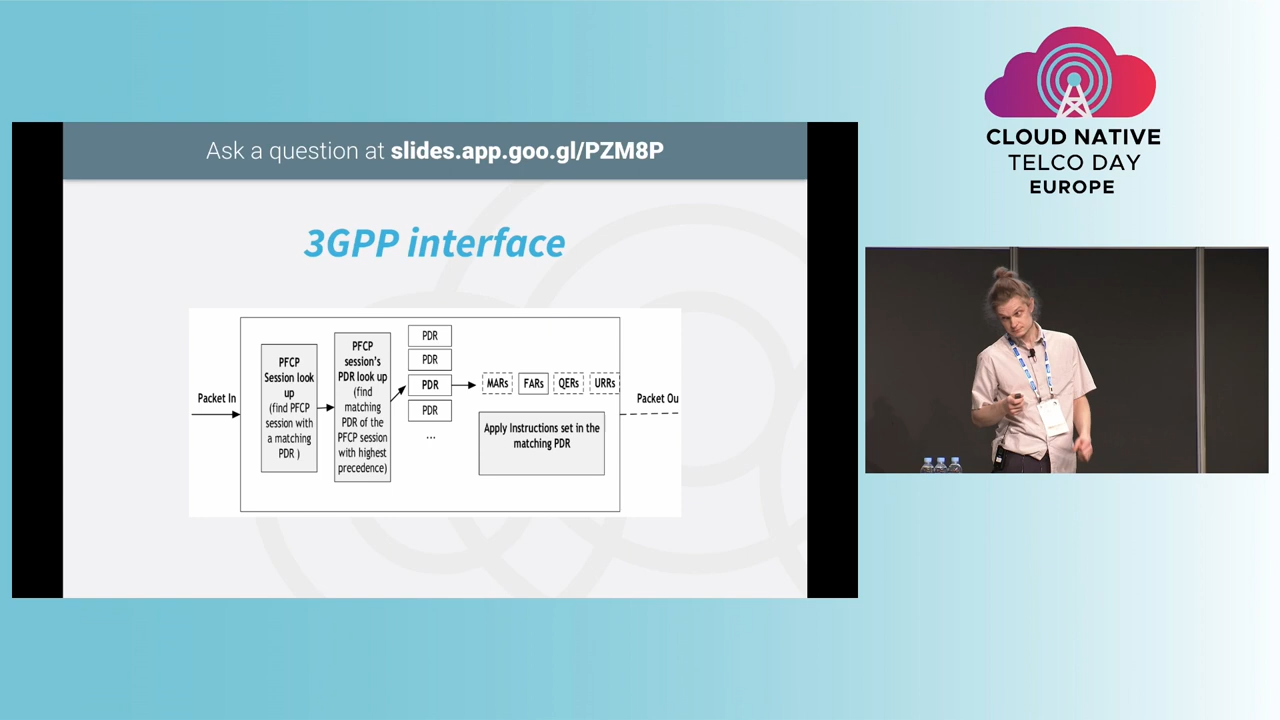 Ask a question at slides.app.goo.gl/PZM8P
3GPP interface
Packet In
PFCP
Session look
up
(find PFCP
session with
a matching
PDR )
PFCP
session's
PDR look up
(find
matching
PDR of the
PFCP session
with highest
precedence)
PDR
PDR
PDR
PDR
...
MARs
FARs
QERs
URRs
Apply Instructions set in the
matching PDR
Packet Ou
CLOUD NATIVE
TELCO DAY
EUROPE